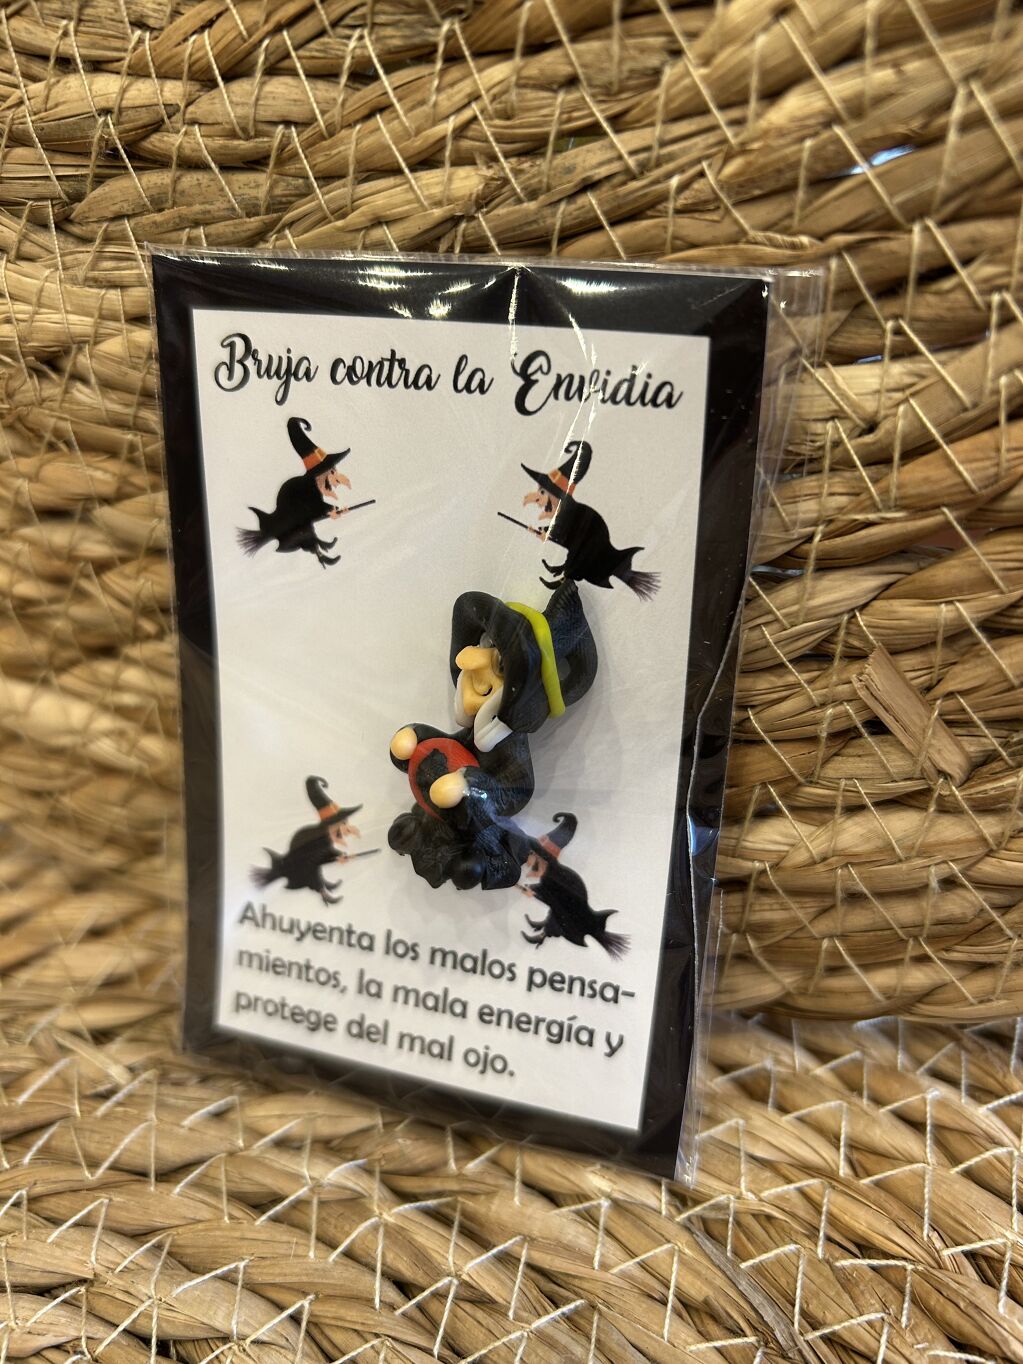 Bruja contra la Envidia
Ahuyenta los malos pensa-
mientos, la mala energía y
protege del mal ojo.